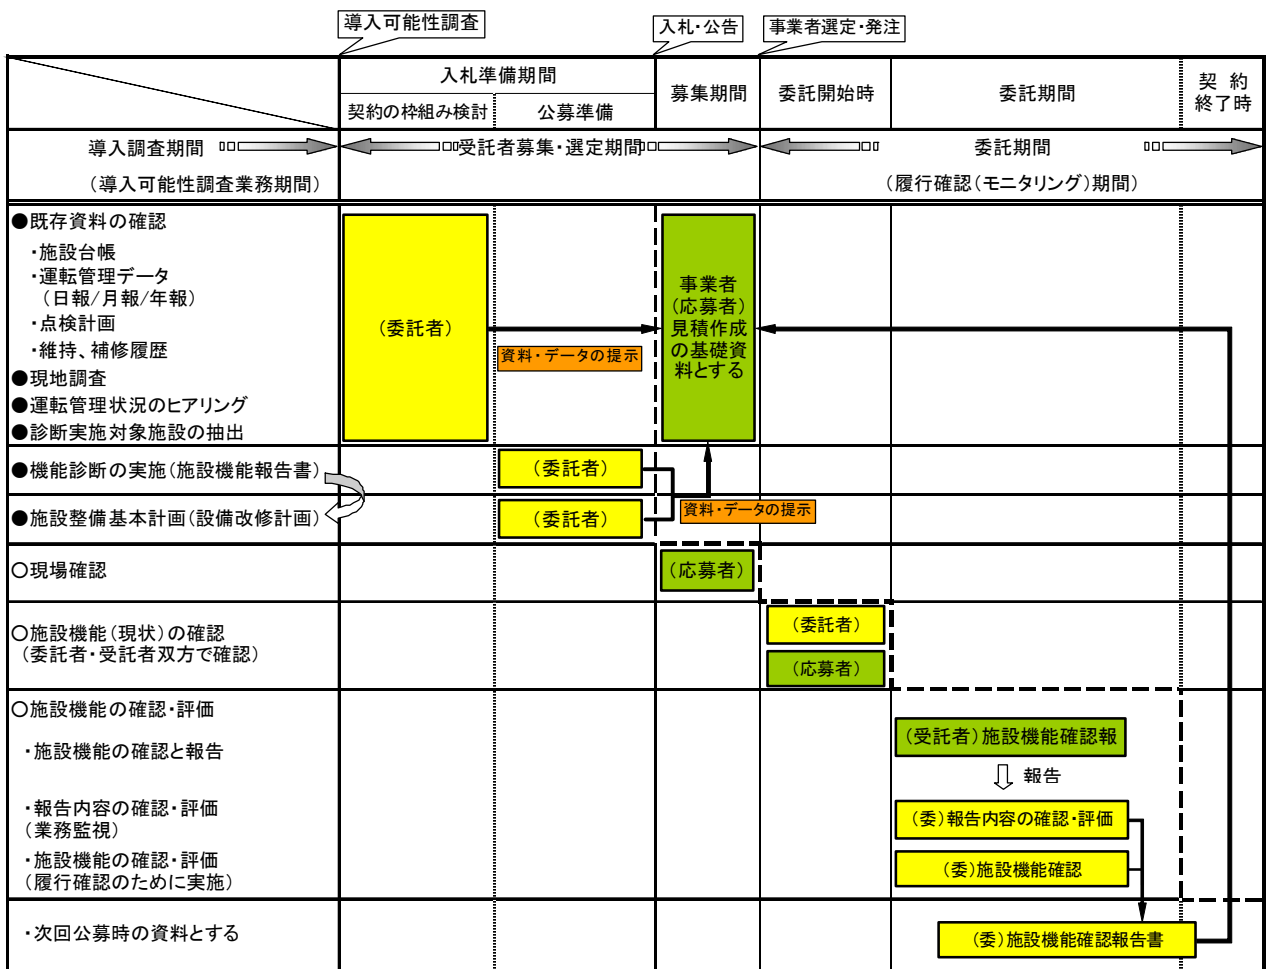 導入可能性調査
入札・公告
事業者選定・発注
入札準備期間
募集期間
委託開始時
委託期間
契 約
終了時
契約の枠組み検討
公募準備
導入調査期間
受託者募集・選定期間
委託期間
（導入可能性調査業務期間）
（履行確認（モニタリング）期間）
●既存資料の確認
・施設台帳
・運転管理データ
（日報/月報/年報）
・点検計画
・維持、補修履歴
●現地調査
●運転管理状況のヒアリング
●診断実施対象施設の抽出
（委託者）
資料・データの提示
事業者
（応募者）
見積作成
の基礎資
料とする
●機能診断の実施（施設機能報告書）
（委託者）
●施設整備基本計画（設備改修計画）
（委託者）
資料・データの提示
○現場確認
（応募者）
○施設機能（現状）の確認
（委託者・受託者双方で確認）
（委託者）
（応募者）
○施設機能の確認・評価
・施設機能の確認と報告
（受託者）施設機能確認報
報告
・報告内容の確認・評価
（業務監視）
（委）報告内容の確認・評価
・施設機能の確認・評価
（履行確認のために実施）
（委）施設機能確認
・次回公募時の資料とする
（委）施設機能確認報告書